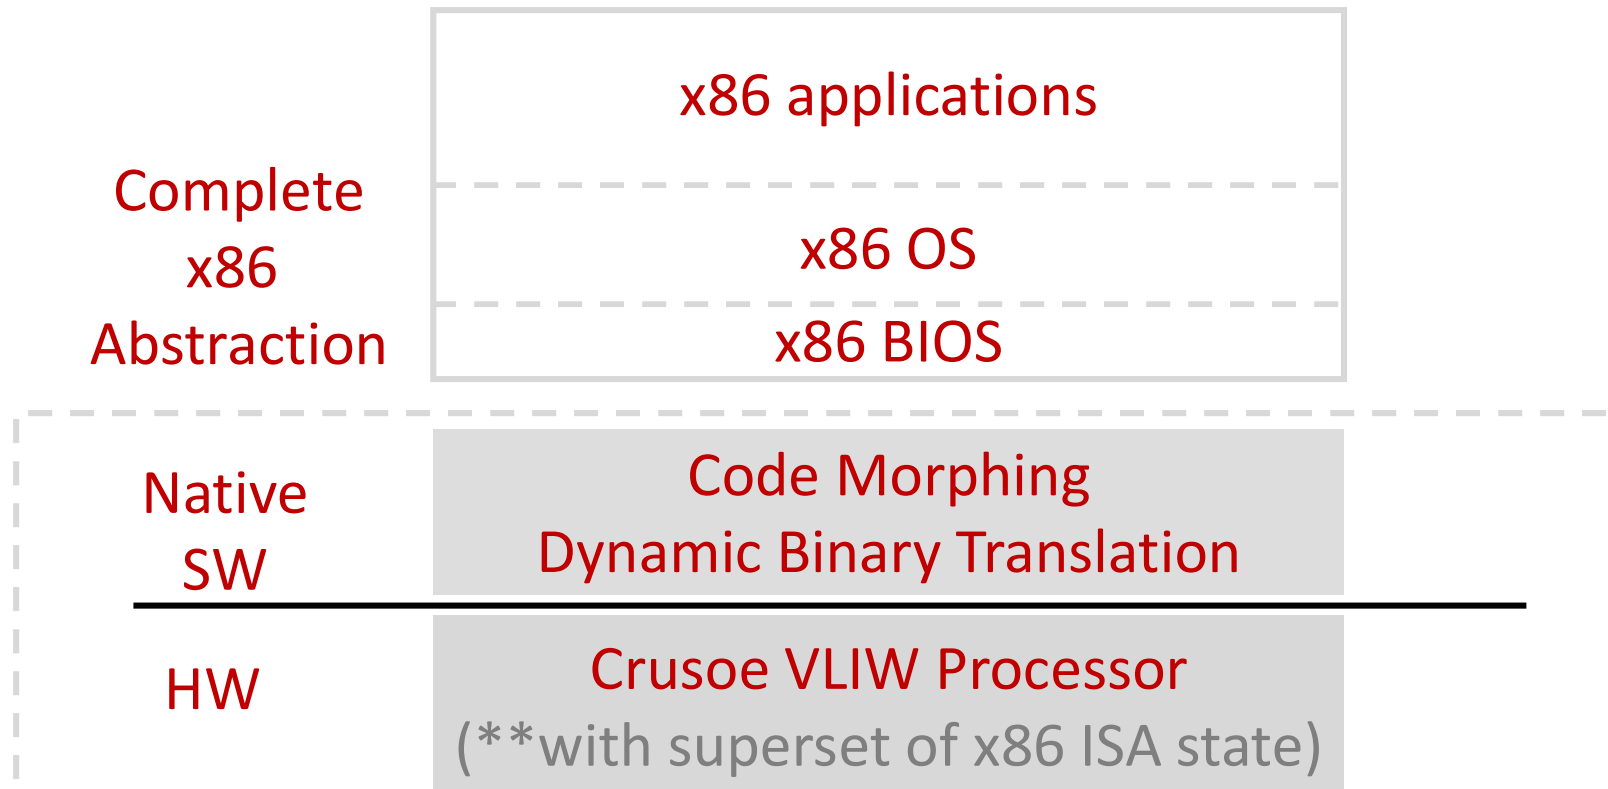 x86 applications
Complete
x86
Abstraction
x86 OS
x86 BIOS
Native
SW
Code Morphing
Dynamic Binary Translation
HW
Crusoe VLIW Processor
(**with superset of x86 ISA state)